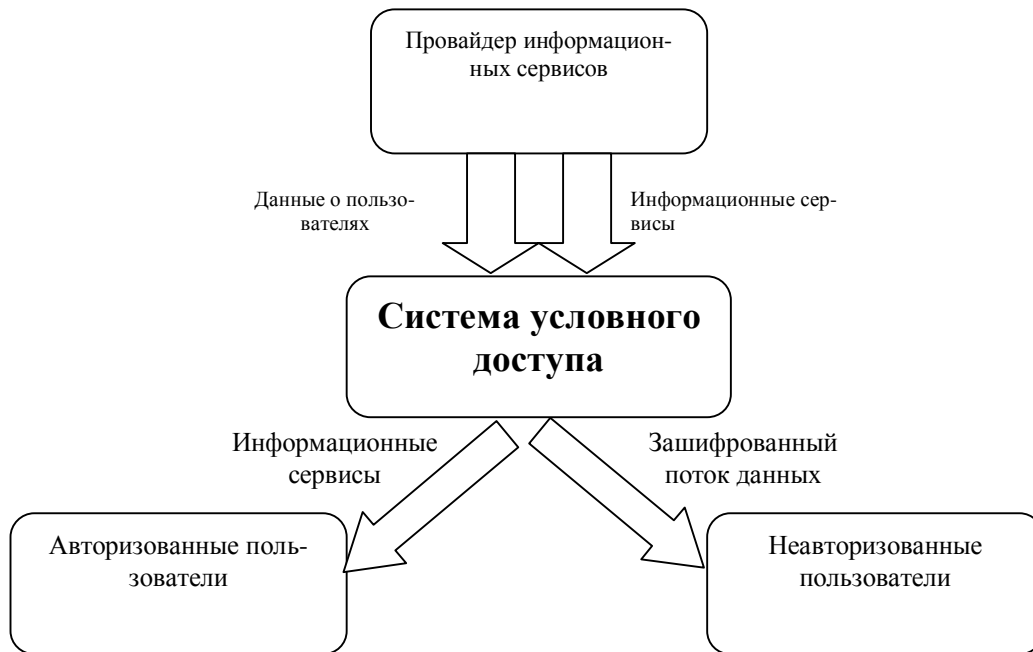 Провайдер информацион-
ных сервисов
Данные о пользо-
вателях
Информационные сер-
висы
Система условного
доступа
Информационные
сервисы
Зашифрованный
поток данных
Авторизованные поль-
зователи
Неавторизованные
пользователи